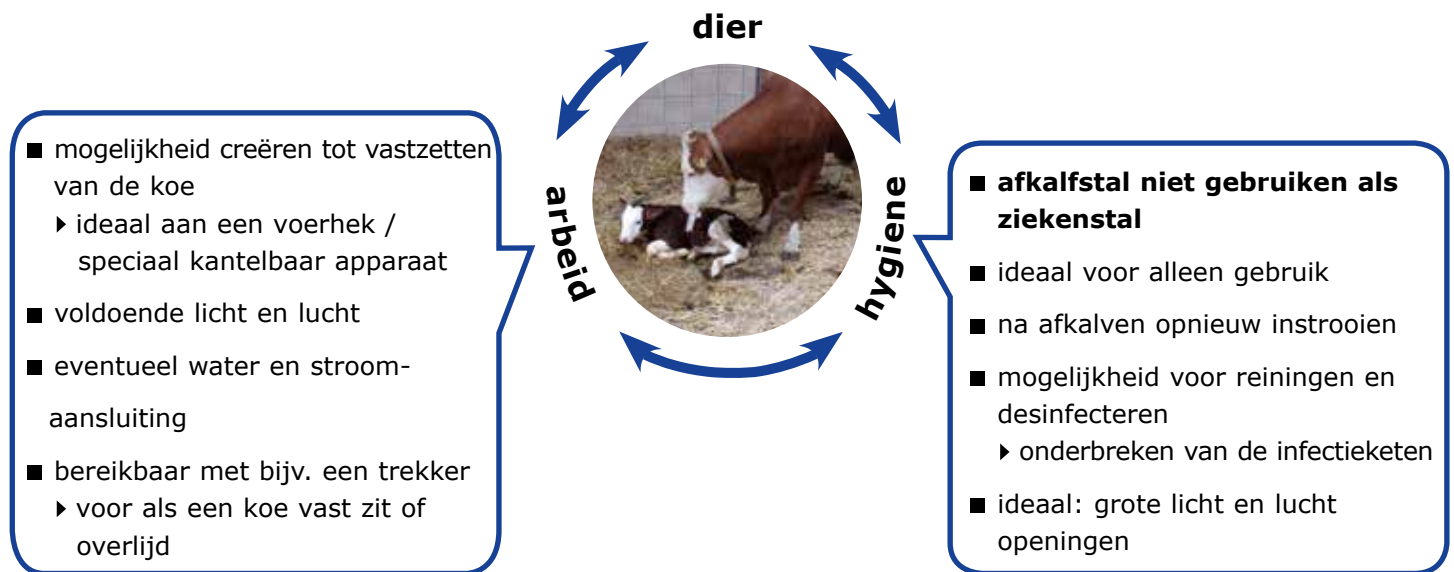 dier
arbeid
hygiene
■ mogelijkheid creëren tot vastzetten
van de koe
▸ ideaal aan een voerhek /
speciaal kantelbaar apparaat
■ voldoende licht en lucht
■ eventueel water en stroom-
aansluiting
■ bereikbaar met bijv. een trekker
▸ voor als een koe vast zit of
overlijd
■ afkalfstal niet gebruiken als
ziekenstal
■ ideaal voor alleen gebruik
■ na afkalven opnieuw instrooien
■ mogelijkheid voor reiningen en
desinfecteren
▸ onderbreken van de infectieketen
■ ideaal: grote licht en lucht
openingen